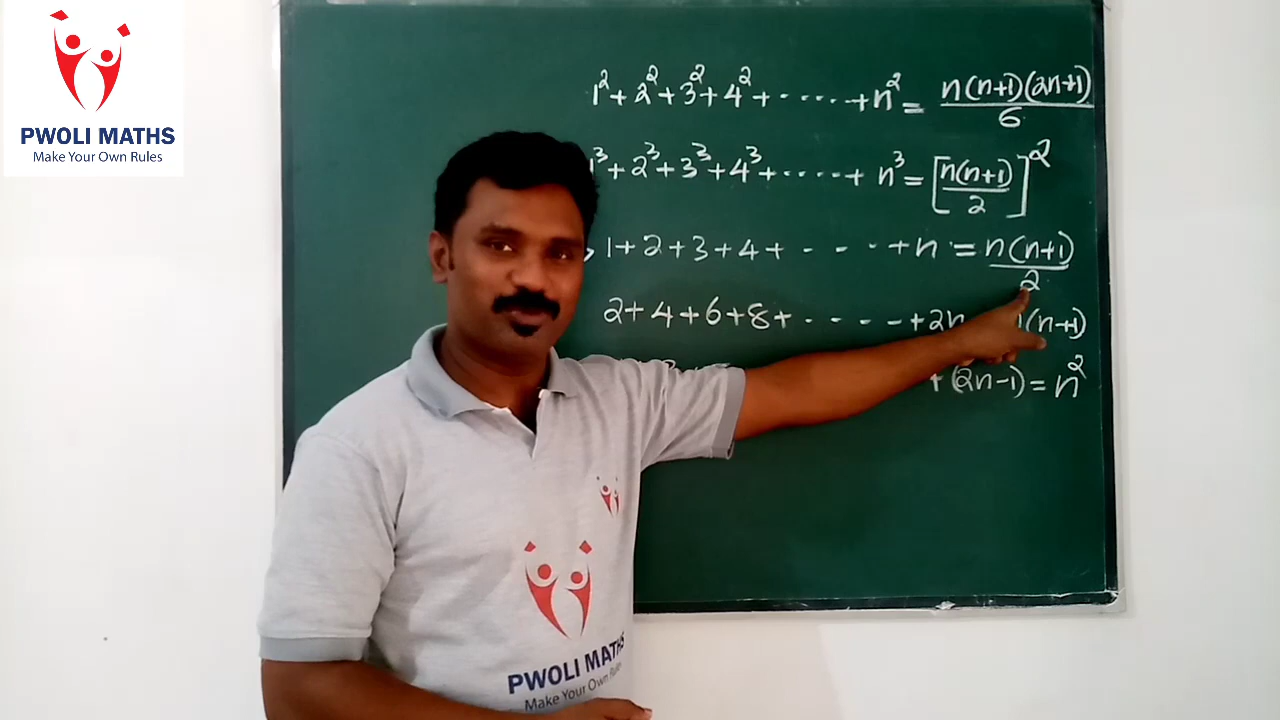 PWOLI MATHS
Make Your Own Rules
1² + 2² + 3² + 4² + ······ + n² = n(n+1)(2n+1)/6
1³ + 2³ + 3³ + 4³ + ······ + n³ = [n(n+1)/2]²
1 + 2 + 3 + 4 + · - - · + n = n(n+1)/2
2 + 4 + 6 + 8 + · - - - - + 2n (n+1)
+ (2n-1) = n²
PWOLI MATHS
Make Your Own Rules